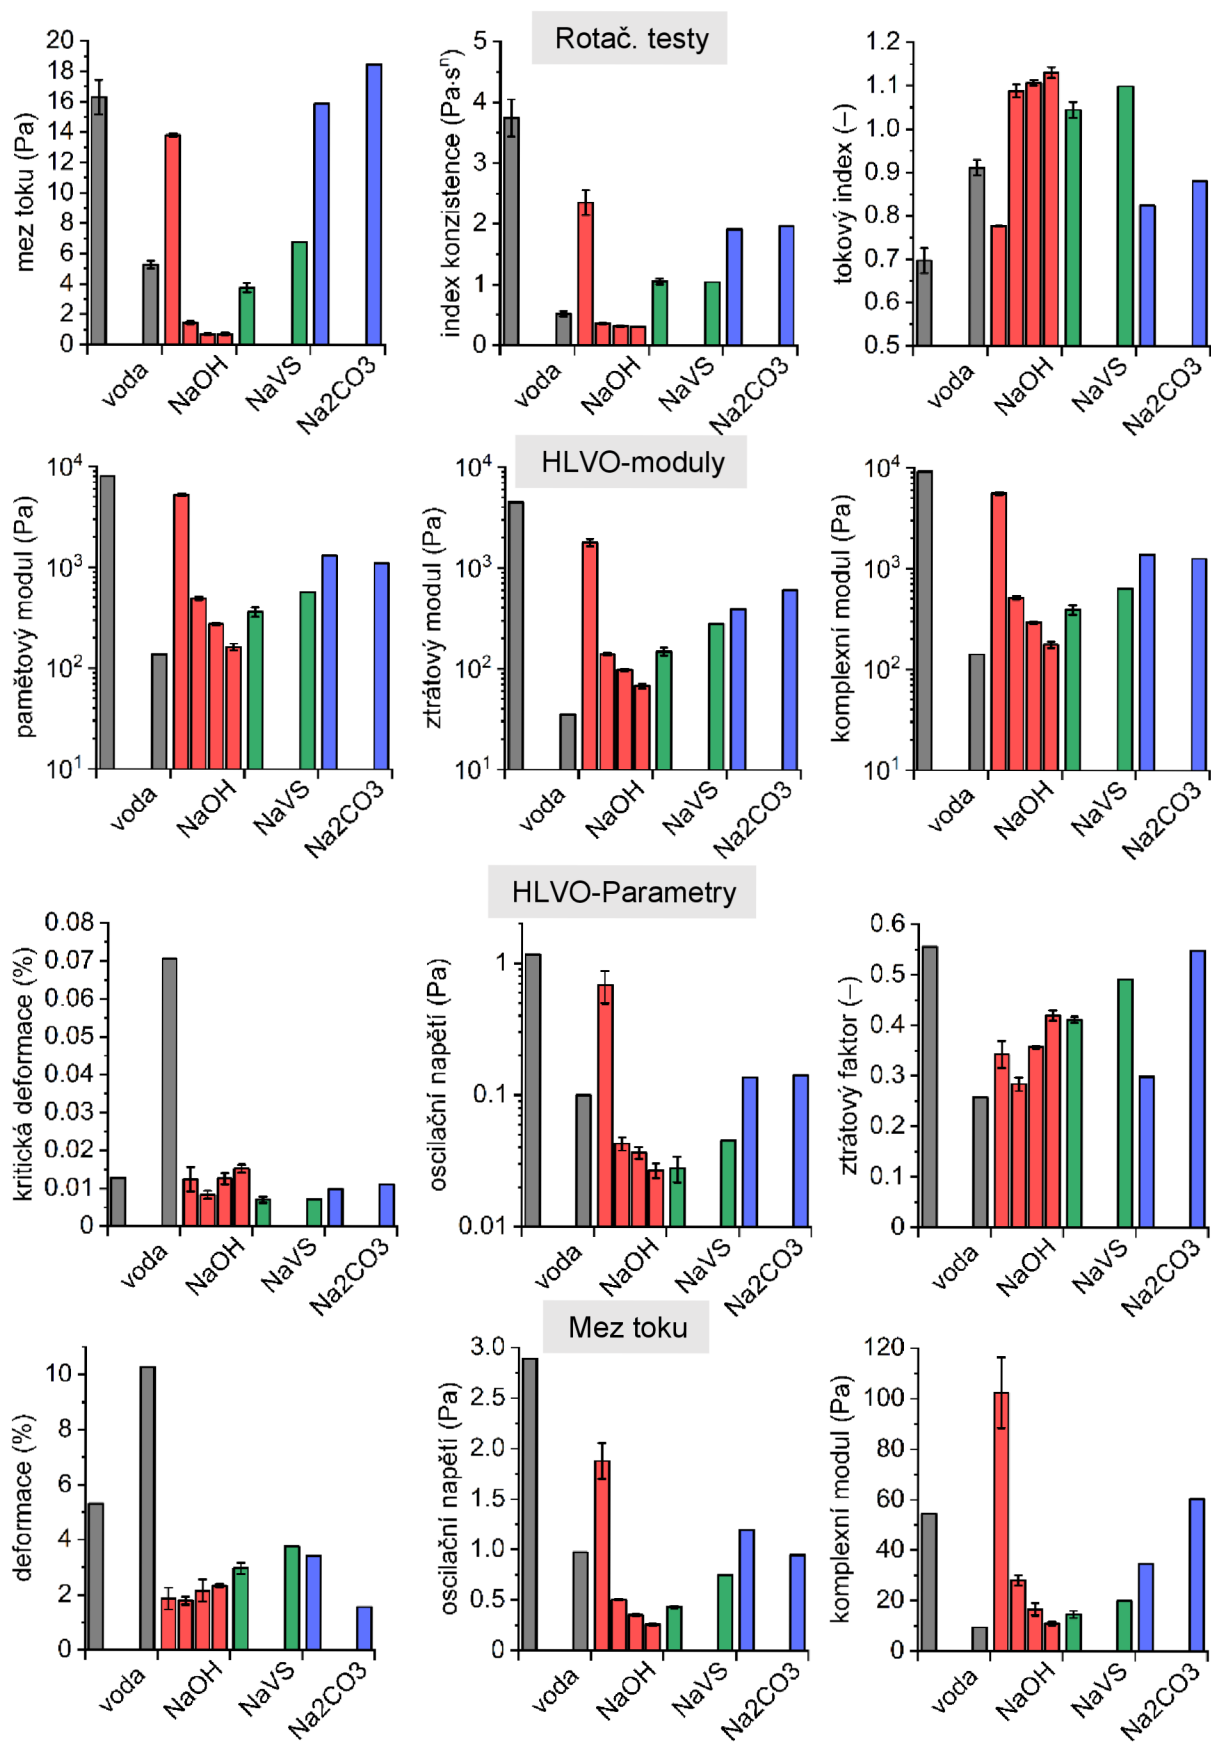 Rotač. testy
mez toku (Pa)
20
18
16
14
12
10
8
6
4
2
0
voda
NaOH
NaVS
Na2CO3
index konzistence (Pa·sⁿ)
5
4
3
2
1
0
voda
NaOH
NaVS
Na2CO3
tokový index (–)
1.2
1.1
1.0
0.9
0.8
0.7
0.6
0.5
voda
NaOH
NaVS
Na2CO3
HLVO-moduly
pamětový modul (Pa)
10⁴
10³
10²
10¹
voda
NaOH
NaVS
Na2CO3
ztrátový modul (Pa)
10⁴
10³
10²
10¹
voda
NaOH
NaVS
Na2CO3
komplexní modul (Pa)
10⁴
10³
10²
10¹
voda
NaOH
NaVS
Na2CO3
HLVO-Parametry
kritická deformace (%)
0.08
0.07
0.06
0.05
0.04
0.03
0.02
0.01
0
voda
NaOH
NaVS
Na2CO3
oscilační napětí (Pa)
1
0.1
0.01
voda
NaOH
NaVS
Na2CO3
ztrátový faktor (–)
0.6
0.5
0.4
0.3
0.2
0.1
0
voda
NaOH
NaVS
Na2CO3
Mez toku
deformace (%)
10
8
6
4
2
0
voda
NaOH
NaVS
Na2CO3
oscilační napětí (Pa)
3.0
2.5
2.0
1.5
1.0
0.5
0
voda
NaOH
NaVS
Na2CO3
komplexní modul (Pa)
120
100
80
60
40
20
0
voda
NaOH
NaVS
Na2CO3